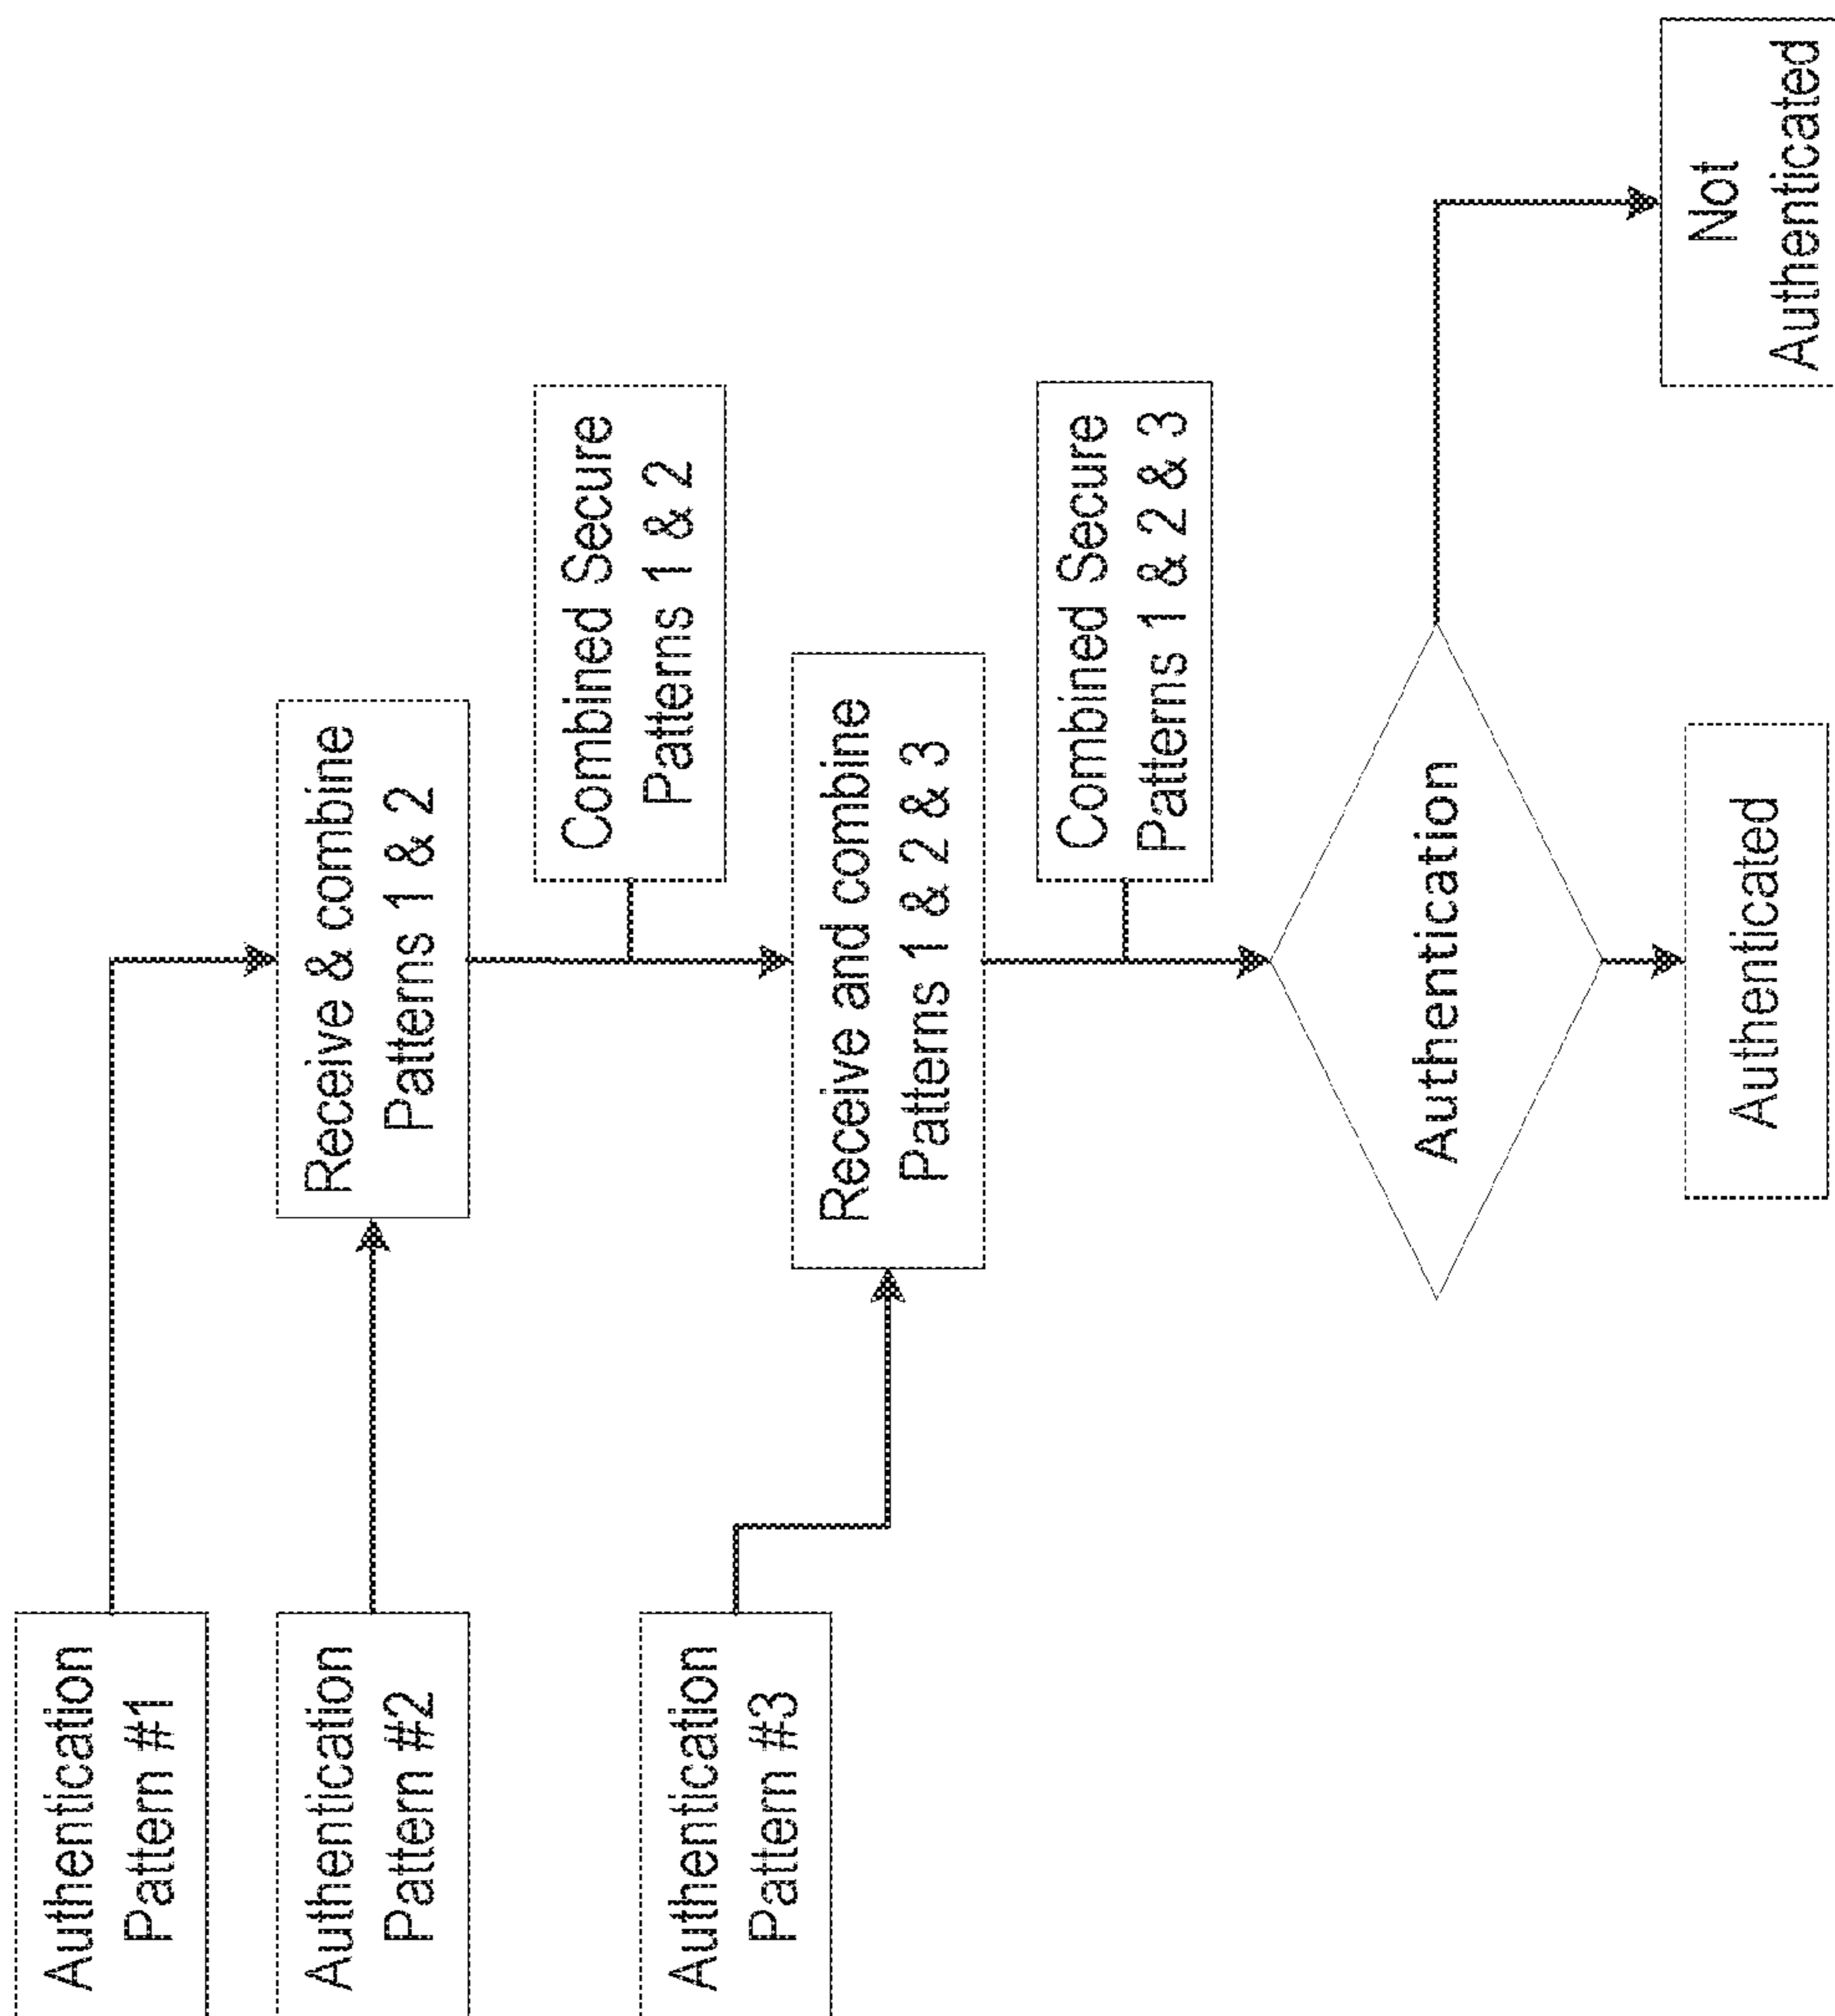 Authentication
Pattern #1
Authentication
Pattern #2
Receive & combine
Patterns 1 & 2
Combined Secure
Patterns 1 & 2
Authentication
Pattern #3
Receive and combine
Patterns 1 & 2 & 3
Combined Secure
Patterns 1 & 2 & 3
Authentication
Authenticated
Not
Authenticated